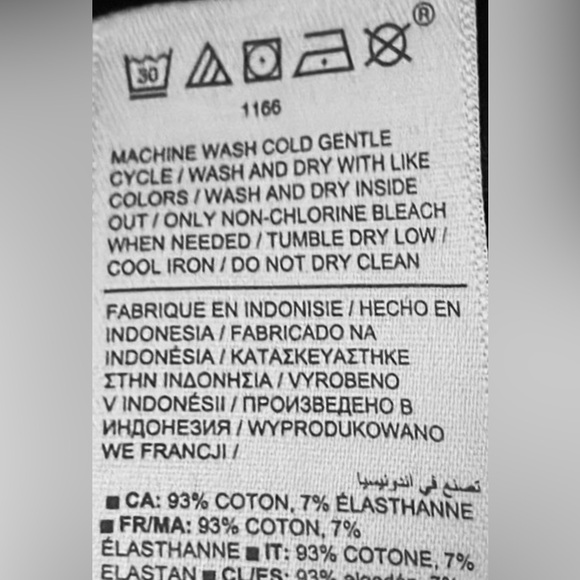 ®
30
1166
MACHINE WASH COLD GENTLE
CYCLE / WASH AND DRY WITH LIKE
COLORS / WASH AND DRY INSIDE
OUT / ONLY NON-CHLORINE BLEACH
WHEN NEEDED / TUMBLE DRY LOW /
COOL IRON / DO NOT DRY CLEAN
FABRIQUE EN INDONISIE / HECHO EN
INDONESIA / FABRICADO NA
INDONÉSIA / ΚΑΤΑΣΚΕΥΑΣΤΗΚΕ
ΣΤΗΝ ΙΝΔΟΝΗΣΙΑ / VYROBENO
V INDONÉSII / ПРОИЗВЕДЕНО В
ИНДОНЕЗИЯ / WYPRODUKOWANO
WE FRANCJI /
تصنع في اندونيسيا
CA: 93% COTON, 7% ÉLASTHANNE
FR/MA: 93% COTON, 7%
ÉLASTHANNE IT: 93% COTONE, 7%
ELASTAN CL/ES: 93% algodón, 7%